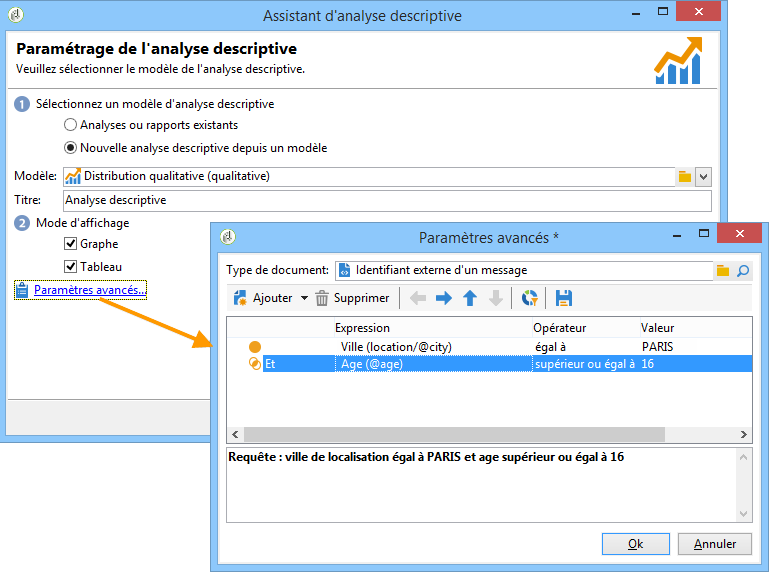 Assistant d'analyse descriptive
Paramétrage de l'analyse descriptive
Veuillez sélectionner le modèle de l'analyse descriptive.
1 Sélectionnez un modèle d'analyse descriptive
Analyses ou rapports existants
Nouvelle analyse descriptive depuis un modèle
Modèle: Distribution qualitative (qualitative)
Titre: Analyse descriptive
2 Mode d'affichage
Graphe
Tableau
Paramètres avancés...
Paramètres avancés *
Type de document: Identifiant externe d'un message
Ajouter Supprimer
Expression Opérateur Valeur
Ville (location/@city) égal à PARIS
Et Age (@age) supérieur ou égal à 16
Requête : ville de localisation égal à PARIS et age supérieur ou égal à 16
Ok Annuler